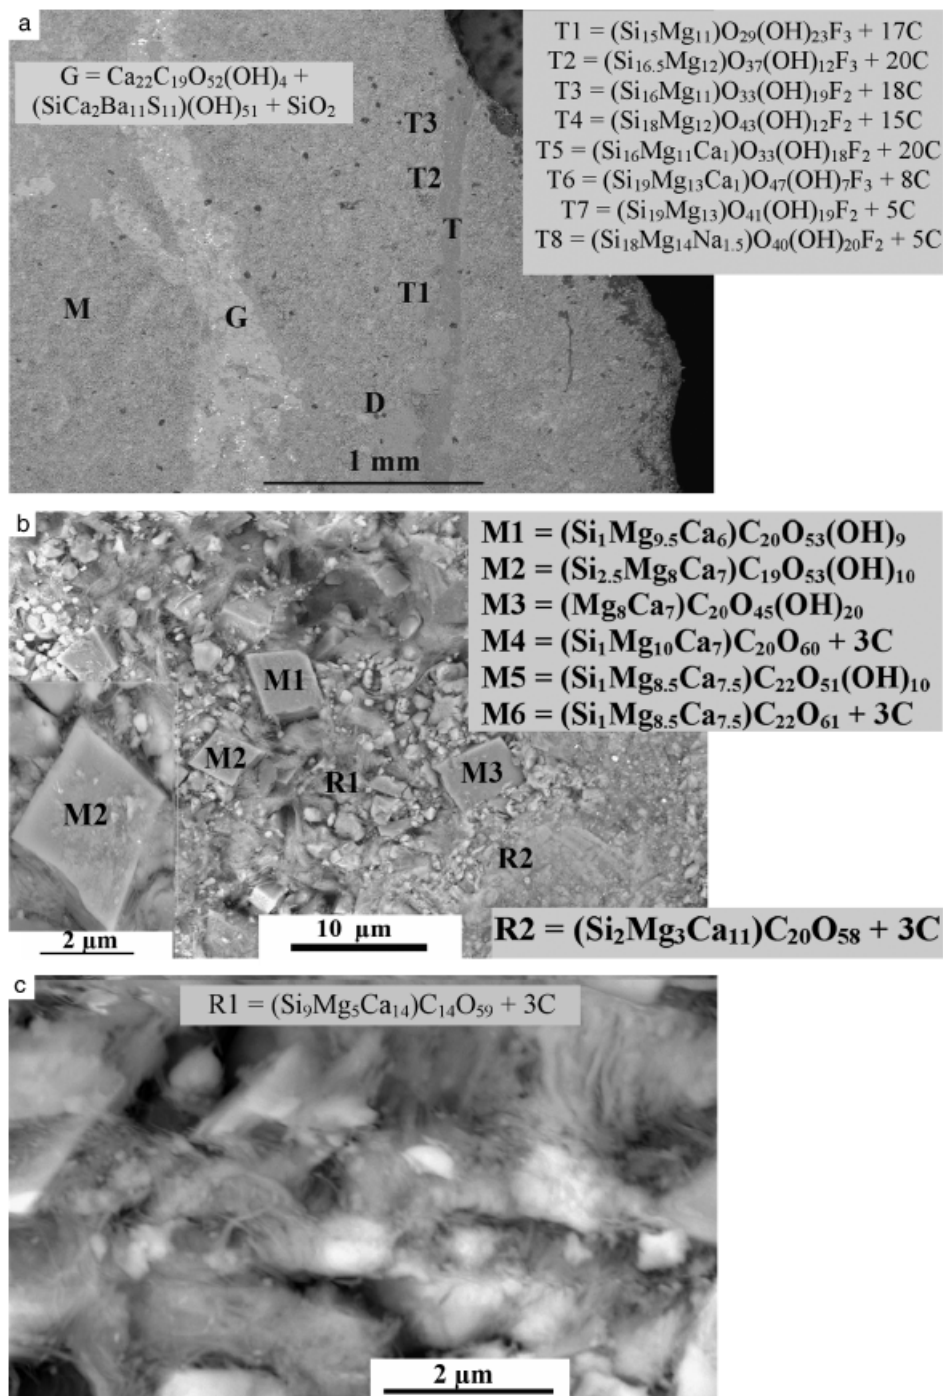 a
G = Ca₂₂C₁₉O₅₂(OH)₄ +
(SiCa₂Ba₁₁S₁₁)(OH)₅₁ + SiO₂
T1 = (Si₁₅Mg₁₁)O₂₉(OH)₂₃F₃ + 17C
T2 = (Si₁₆.₅Mg₁₂)O₃₇(OH)₁₂F₃ + 20C
T3 = (Si₁₆Mg₁₁)O₃₃(OH)₁₉F₂ + 18C
T4 = (Si₁₈Mg₁₂)O₄₃(OH)₁₂F₂ + 15C
T5 = (Si₁₆Mg₁₁Ca₁)O₃₃(OH)₁₈F₂ + 20C
T6 = (Si₁₉Mg₁₃Ca₁)O₄₇(OH)₇F₃ + 8C
T7 = (Si₁₉Mg₁₃)O₄₁(OH)₁₉F₂ + 5C
T8 = (Si₁₈Mg₁₄Na₁.₅)O₄₀(OH)₂₀F₂ + 5C
T3
T2
T
T1
M
G
D
1 mm
b
M1 = (Si₁Mg₉.₅Ca₆)C₂₀O₅₃(OH)₉
M2 = (Si₂.₅Mg₈Ca₇)C₁₉O₅₃(OH)₁₀
M3 = (Mg₈Ca₇)C₂₀O₄₅(OH)₂₀
M4 = (Si₁Mg₁₀Ca₇)C₂₀O₆₀ + 3C
M5 = (Si₁Mg₈.₅Ca₇.₅)C₂₂O₅₁(OH)₁₀
M6 = (Si₁Mg₈.₅Ca₇.₅)C₂₂O₆₁ + 3C
M1
M2
R1
M3
M2
R2
2 µm
10 µm
R2 = (Si₂Mg₃Ca₁₁)C₂₀O₅₈ + 3C
c
R1 = (Si₉Mg₅Ca₁₄)C₁₄O₅₉ + 3C
2 µm